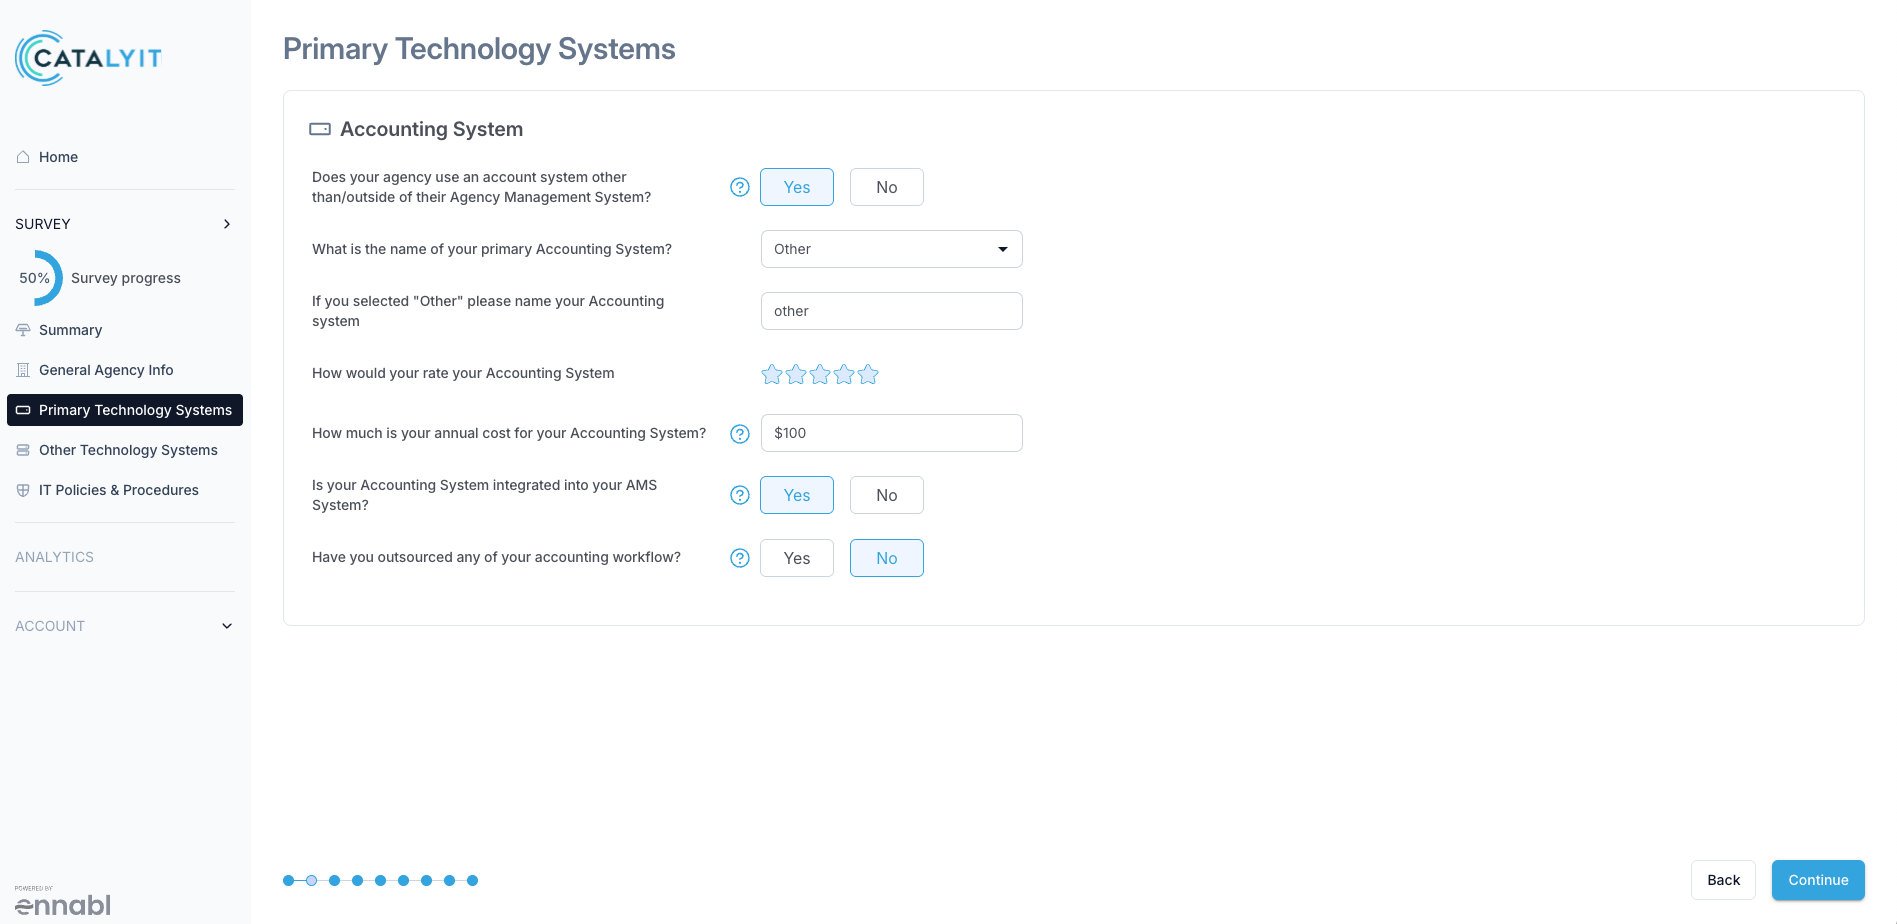 CATALYIT
Home
SURVEY
50%
Survey progress
Summary
General Agency Info
Primary Technology Systems
Other Technology Systems
IT Policies & Procedures
ANALYTICS
ACCOUNT
POWERED BY
ennabl
Primary Technology Systems
Accounting System
Does your agency use an account system other
than/outside of their Agency Management System?
? Yes No
What is the name of your primary Accounting System?
Other
If you selected "Other" please name your Accounting
system
other
How would your rate your Accounting System
How much is your annual cost for your Accounting System?
? $100
Is your Accounting System integrated into your AMS
System?
? Yes No
Have you outsourced any of your accounting workflow?
? Yes No
Back
Continue